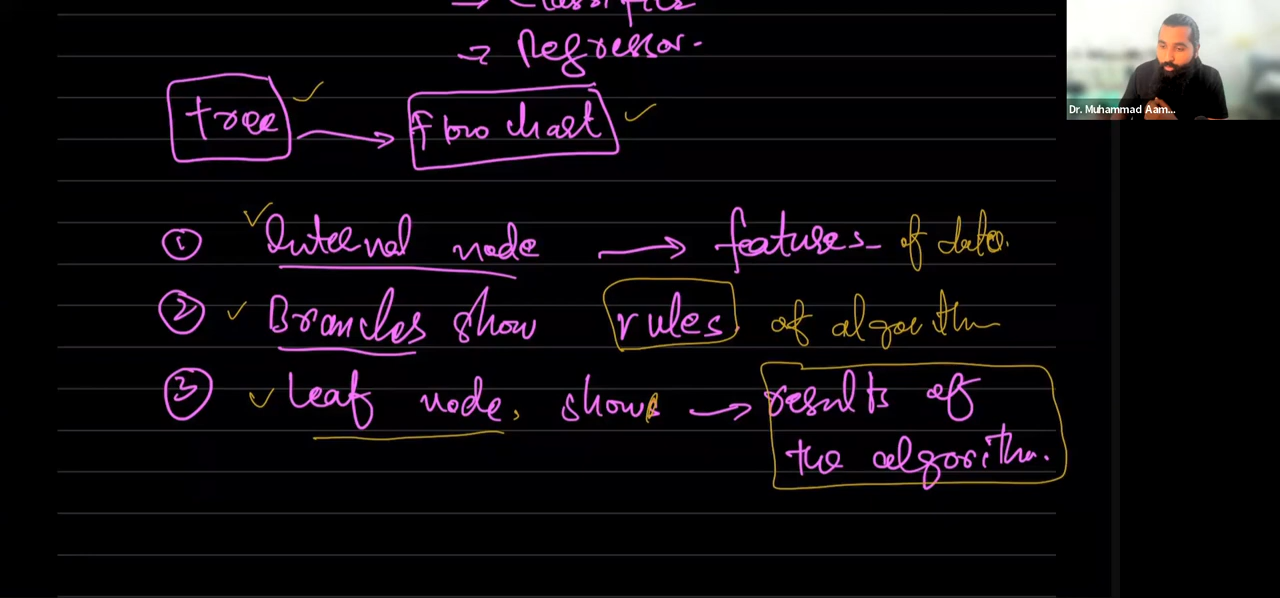 → Classifier
→ Regressor.
tree → Flow chart
① Internal node → features of data.
② Branches show rules of algorithm
③ Leaf node, shows → results of
the algorithm.
Dr. Muhammad Aam...